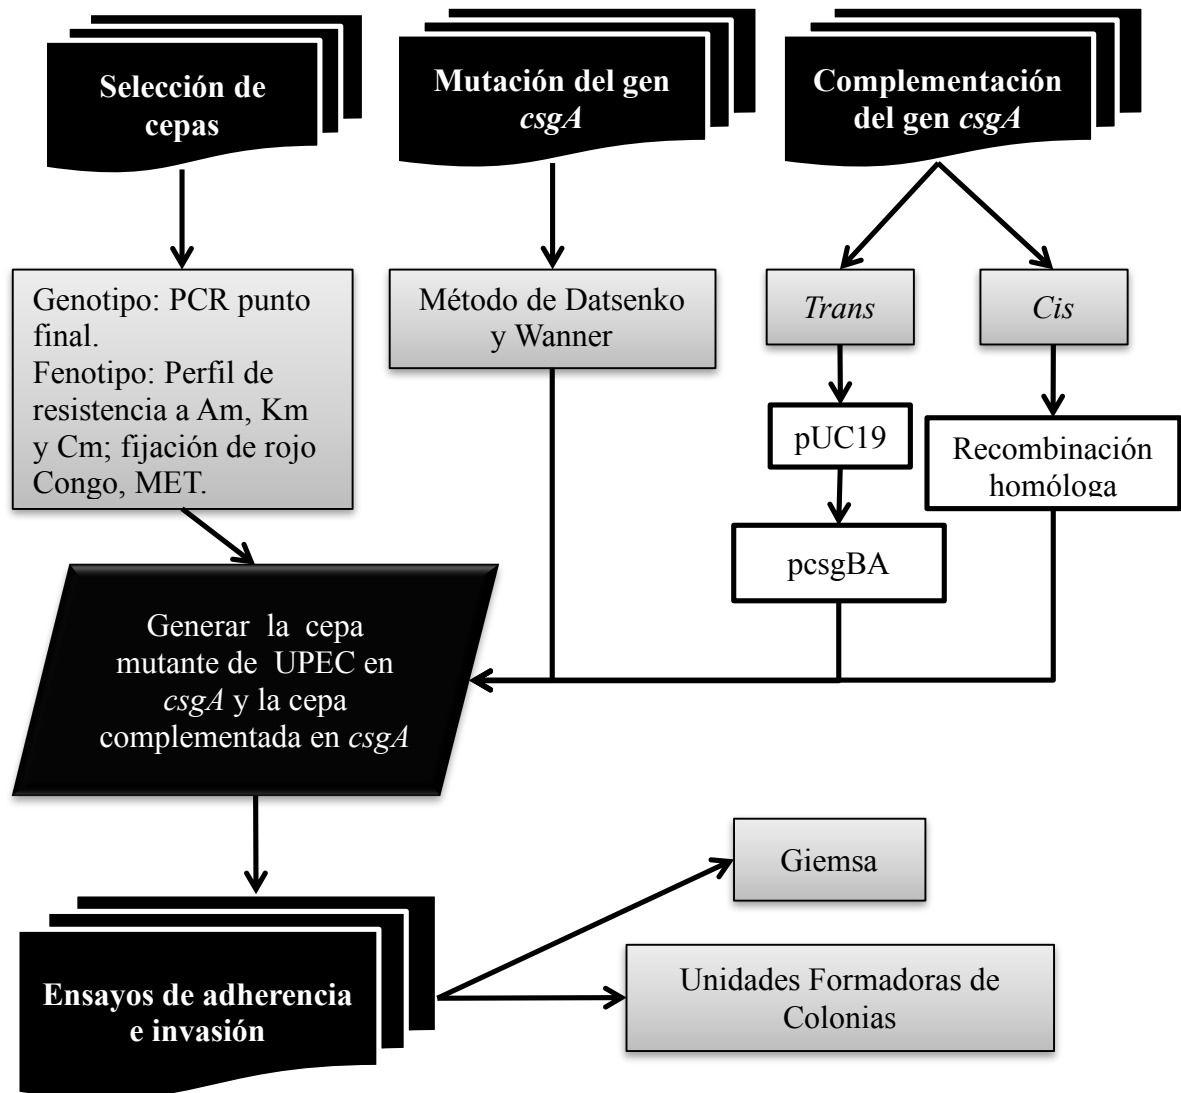 Selección de
cepas
Mutación del gen
csgA
Complementación
del gen csgA
Genotipo: PCR punto
final.
Fenotipo: Perfil de
resistencia a Am, Km
y Cm; fijación de rojo
Congo, MET.
Método de Datsenko
y Wanner
Trans
Cis
pUC19
Recombinación
homóloga
pcsgBA
Generar la cepa
mutante de UPEC en
csgA y la cepa
complementada en csgA
Giemsa
Ensayos de adherencia
e invasión
Unidades Formadoras de
Colonias